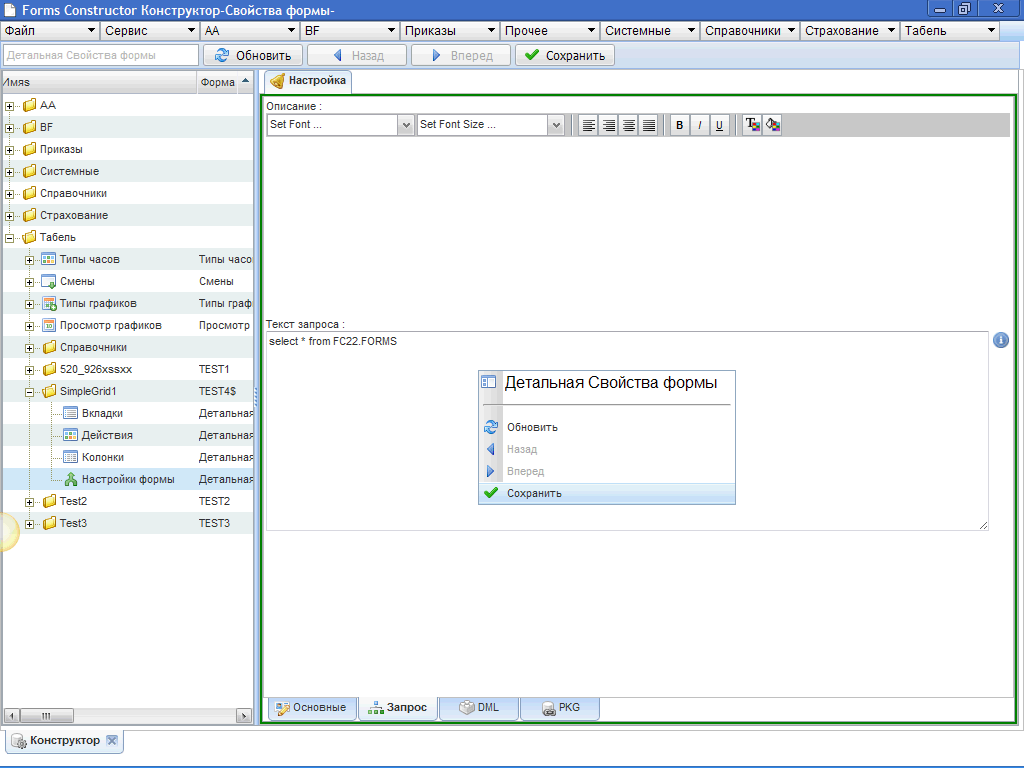 Forms Constructor Конструктор-Свойства формы-
Файл Сервис AA BF Приказы Прочее Системные Справочники Страхование Табель
Детальная Свойства формы Обновить Назад Вперед Сохранить
Имяя Форма
Настройка
AA
BF
Приказы
Системные
Справочники
Страхование
Табель
Типы часов Типы часо
Смены Смены
Типы графиков Типы граф
Просмотр графиков Просмотр
Справочники
520_926xssxx TEST1
SimpleGrid1 TEST4$
Вкладки Детальная
Действия Детальная
Колонки Детальная
Настройки формы Детальная
Test2 TEST2
Test3 TEST3
Описание :
Set Font ... Set Font Size ... B I U
Текст запроса :
select * from FC22.FORMS
Детальная Свойства формы
Обновить
Назад
Вперед
Сохранить
Основные Запрос DML PKG
Конструктор